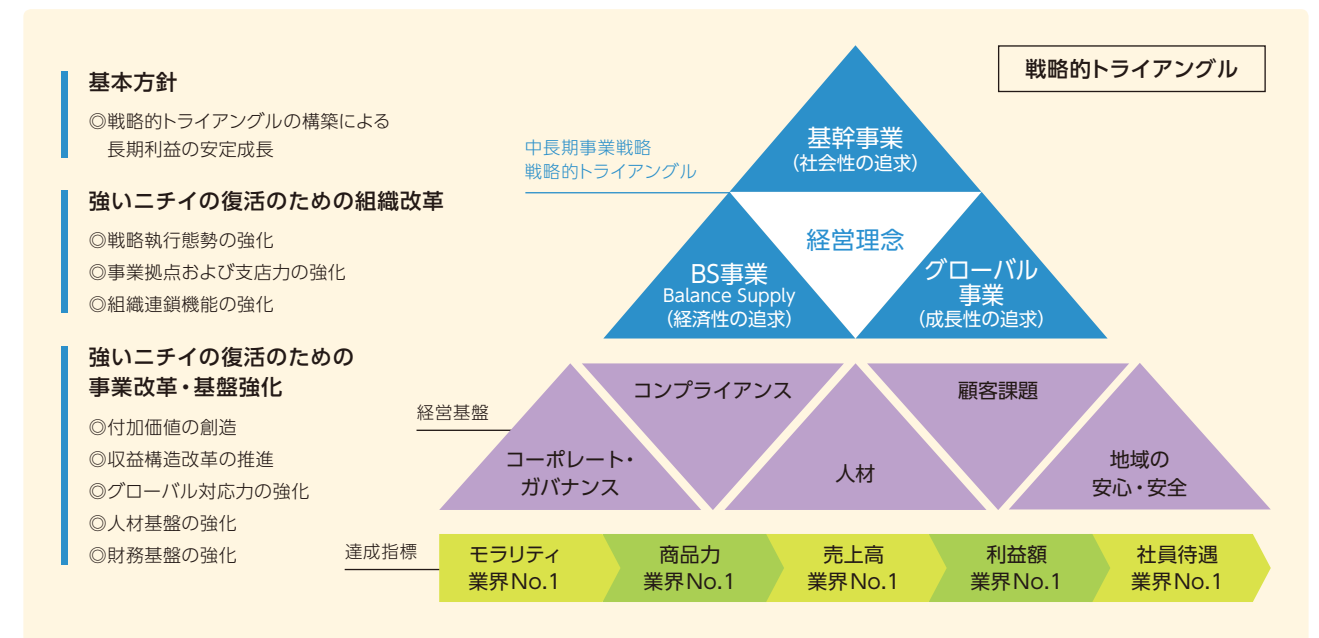 戦略的トライアングル
基本方針
◎戦略的トライアングルの構築による
長期利益の安定成長
強いニチイの復活のための組織改革
◎戦略執行態勢の強化
◎事業拠点および支店力の強化
◎組織連鎖機能の強化
強いニチイの復活のための
事業改革・基盤強化
◎付加価値の創造
◎収益構造改革の推進
◎グローバル対応力の強化
◎人材基盤の強化
◎財務基盤の強化
中長期事業戦略
戦略的トライアングル
基幹事業
（社会性の追求）
経営理念
BS事業
Balance Supply
（経済性の追求）
グローバル
事業
（成長性の追求）
経営基盤
コーポレート・
ガバナンス
コンプライアンス
人材
顧客課題
地域の
安心・安全
達成指標
モラリティ
業界No.1
商品力
業界No.1
売上高
業界No.1
利益額
業界No.1
社員待遇
業界No.1